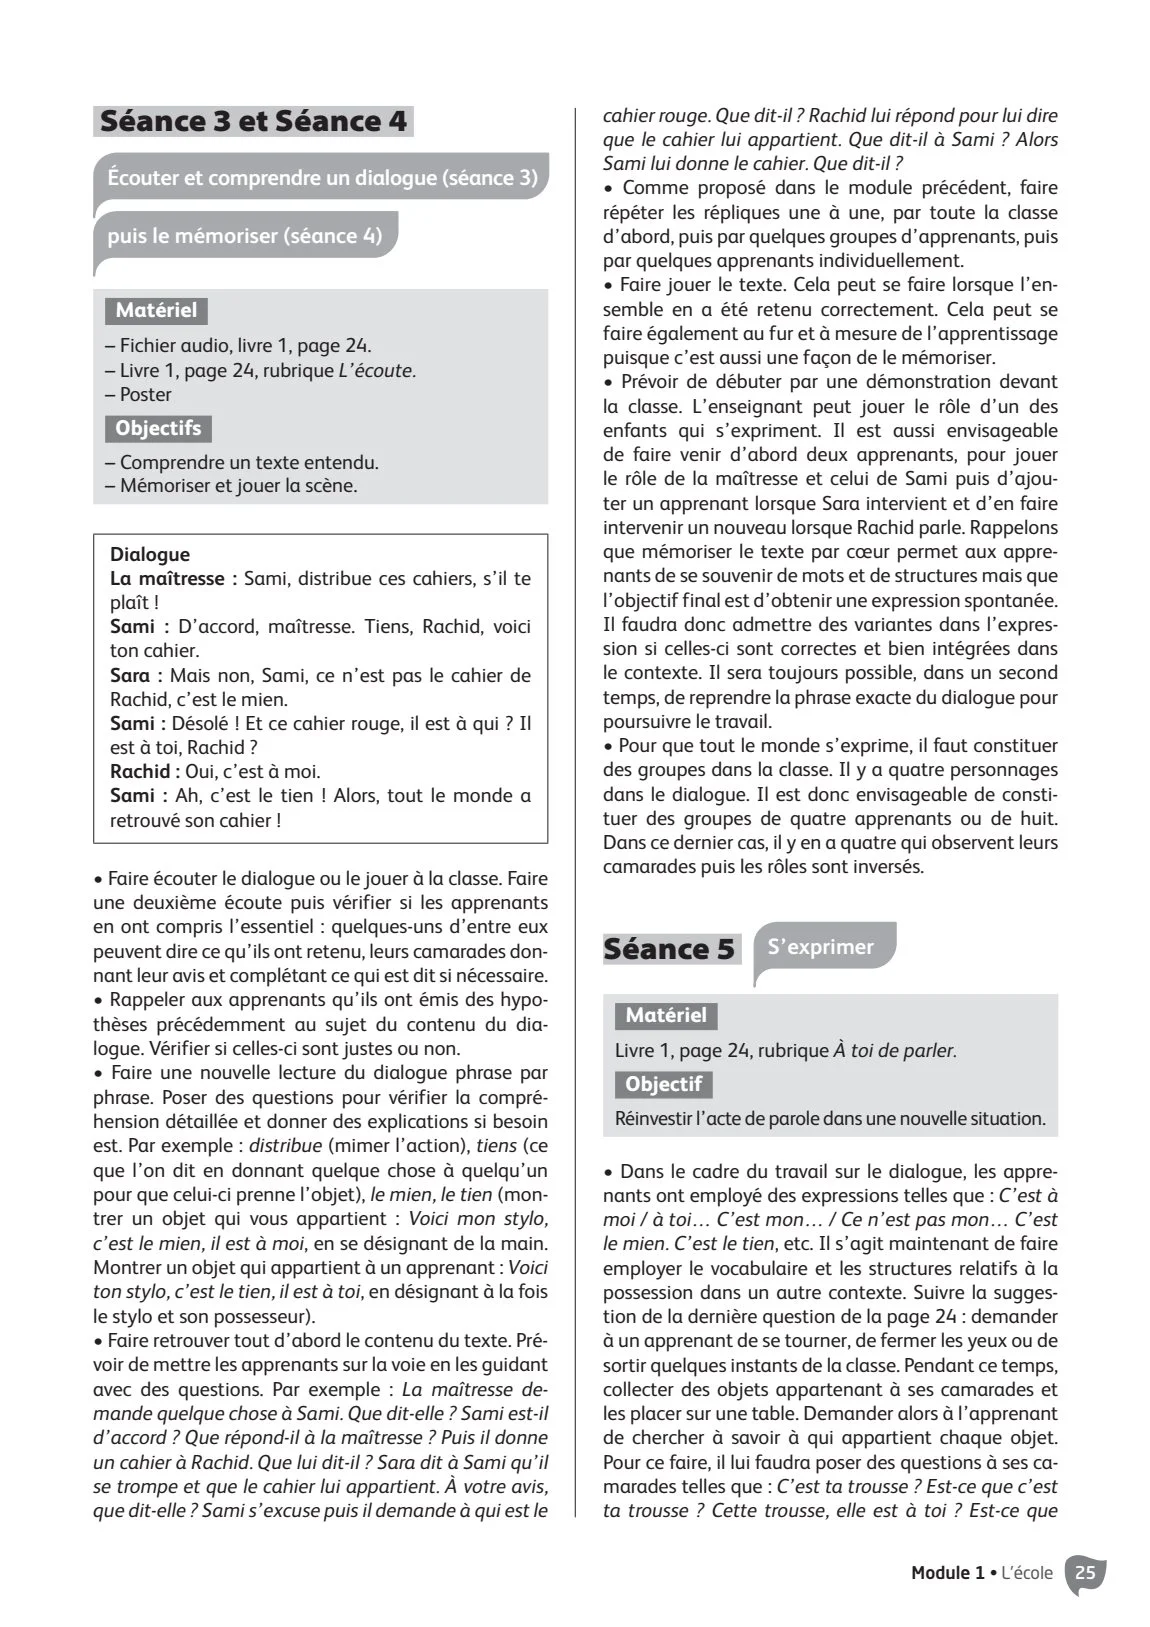 Séance 3 et Séance 4
Écouter et comprendre un dialogue (séance 3)
puis le mémoriser (séance 4)
Matériel
– Fichier audio, livre 1, page 24.
– Livre 1, page 24, rubrique L’écoute.
– Poster
Objectifs
– Comprendre un texte entendu.
– Mémoriser et jouer la scène.
Dialogue
La maîtresse : Sami, distribue ces cahiers, s’il te
plaît !
Sami : D’accord, maîtresse. Tiens, Rachid, voici
ton cahier.
Sara : Mais non, Sami, ce n’est pas le cahier de
Rachid, c’est le mien.
Sami : Désolé ! Et ce cahier rouge, il est à qui ? Il
est à toi, Rachid ?
Rachid : Oui, c’est à moi.
Sami : Ah, c’est le tien ! Alors, tout le monde a
retrouvé son cahier !
• Faire écouter le dialogue ou le jouer à la classe. Faire
une deuxième écoute puis vérifier si les apprenants
en ont compris l’essentiel : quelques-uns d’entre eux
peuvent dire ce qu’ils ont retenu, leurs camarades don-
nant leur avis et complétant ce qui est dit si nécessaire.
• Rappeler aux apprenants qu’ils ont émis des hypo-
thèses précédemment au sujet du contenu du dia-
logue. Vérifier si celles-ci sont justes ou non.
• Faire une nouvelle lecture du dialogue phrase par
phrase. Poser des questions pour vérifier la compré-
hension détaillée et donner des explications si besoin
est. Par exemple : distribue (mimer l’action), tiens (ce
que l’on dit en donnant quelque chose à quelqu’un
pour que celui-ci prenne l’objet), le mien, le tien (mon-
trer un objet qui vous appartient : Voici mon stylo,
c’est le mien, il est à moi, en se désignant de la main.
Montrer un objet qui appartient à un apprenant : Voici
ton stylo, c’est le tien, il est à toi, en désignant à la fois
le stylo et son possesseur).
• Faire retrouver tout d’abord le contenu du texte. Pré-
voir de mettre les apprenants sur la voie en les guidant
avec des questions. Par exemple : La maîtresse de-
mande quelque chose à Sami. Que dit-elle ? Sami est-il
d’accord ? Que répond-il à la maîtresse ? Puis il donne
un cahier à Rachid. Que lui dit-il ? Sara dit à Sami qu’il
se trompe et que le cahier lui appartient. À votre avis,
que dit-elle ? Sami s’excuse puis il demande à qui est le
cahier rouge. Que dit-il ? Rachid lui répond pour lui dire
que le cahier lui appartient. Que dit-il à Sami ? Alors
Sami lui donne le cahier. Que dit-il ?
• Comme proposé dans le module précédent, faire
répéter les répliques une à une, par toute la classe
d’abord, puis par quelques groupes d’apprenants, puis
par quelques apprenants individuellement.
• Faire jouer le texte. Cela peut se faire lorsque l’en-
semble en a été retenu correctement. Cela peut se
faire également au fur et à mesure de l’apprentissage
puisque c’est aussi une façon de le mémoriser.
• Prévoir de débuter par une démonstration devant
la classe. L’enseignant peut jouer le rôle d’un des
enfants qui s’expriment. Il est aussi envisageable
de faire venir d’abord deux apprenants, pour jouer
le rôle de la maîtresse et celui de Sami puis d’ajou-
ter un apprenant lorsque Sara intervient et d’en faire
intervenir un nouveau lorsque Rachid parle. Rappelons
que mémoriser le texte par cœur permet aux appre-
nants de se souvenir de mots et de structures mais que
l’objectif final est d’obtenir une expression spontanée.
Il faudra donc admettre des variantes dans l’expres-
sion si celles-ci sont correctes et bien intégrées dans
le contexte. Il sera toujours possible, dans un second
temps, de reprendre la phrase exacte du dialogue pour
poursuivre le travail.
• Pour que tout le monde s’exprime, il faut constituer
des groupes dans la classe. Il y a quatre personnages
dans le dialogue. Il est donc envisageable de consti-
tuer des groupes de quatre apprenants ou de huit.
Dans ce dernier cas, il y en a quatre qui observent leurs
camarades puis les rôles sont inversés.
Séance 5 S’exprimer
Matériel
Livre 1, page 24, rubrique À toi de parler.
Objectif
Réinvestir l’acte de parole dans une nouvelle situation.
• Dans le cadre du travail sur le dialogue, les appre-
nants ont employé des expressions telles que : C’est à
moi / à toi… C’est mon… / Ce n’est pas mon… C’est
le mien. C’est le tien, etc. Il s’agit maintenant de faire
employer le vocabulaire et les structures relatifs à la
possession dans un autre contexte. Suivre la sugges-
tion de la dernière question de la page 24 : demander
à un apprenant de se tourner, de fermer les yeux ou de
sortir quelques instants de la classe. Pendant ce temps,
collecter des objets appartenant à ses camarades et
les placer sur une table. Demander alors à l’apprenant
de chercher à savoir à qui appartient chaque objet.
Pour ce faire, il lui faudra poser des questions à ses ca-
marades telles que : C’est ta trousse ? Est-ce que c’est
ta trousse ? Cette trousse, elle est à toi ? Est-ce que
Module 1 • L’école 25